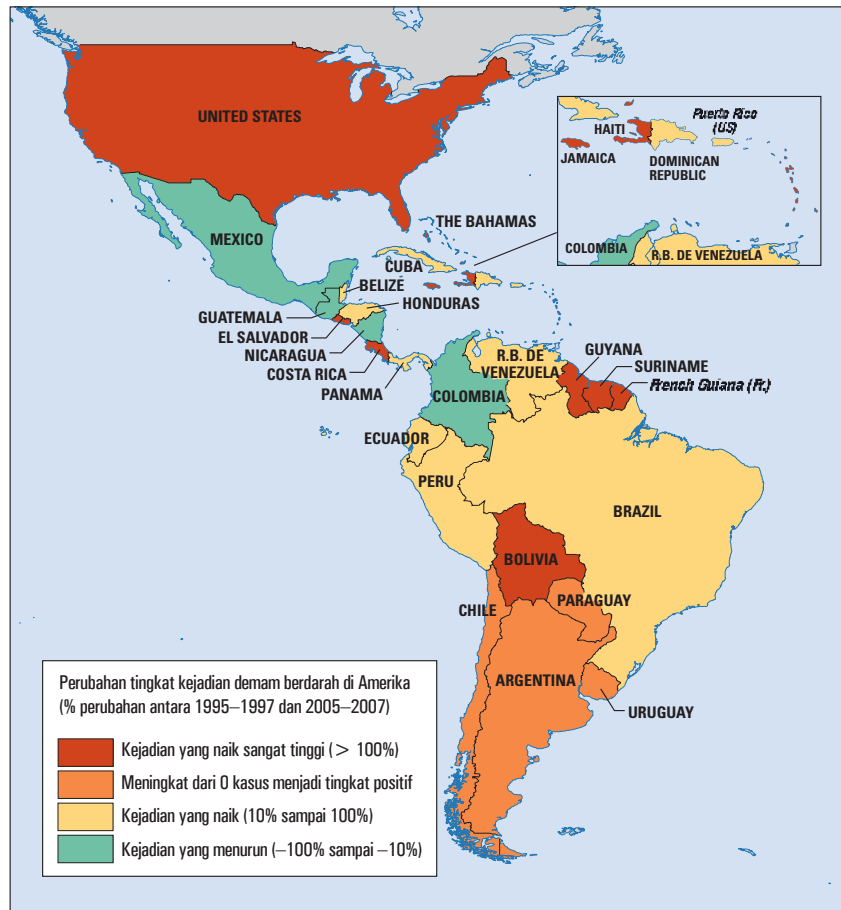 UNITED STATES
Puerto Riso
(US)
HAITI
JAMAICA
DOMINICAN
REPUBLIC
THE BAHAMAS
MEXICO
COLOMBIA
R.B. DE VENEZUELA
CUBA
BELIZE
HONDURAS
GUATEMALA
EL SALVADOR
NICARAGUA
COSTA RICA
PANAMA
R.B. DE
VENEZUELA
GUYANA
SURINAME
French Guiana (Fr.)
COLOMBIA
ECUADOR
PERU
BRAZIL
BOLIVIA
PARAGUAY
CHILE
ARGENTINA
URUGUAY
Perubahan tingkat kejadian demam berdarah di Amerika
(% perubahan antara 1995–1997 dan 2005–2007)
Kejadian yang naik sangat tinggi (> 100%)
Meningkat dari 0 kasus menjadi tingkat positif
Kejadian yang naik (10% sampai 100%)
Kejadian yang menurun (–100% sampai –10%)